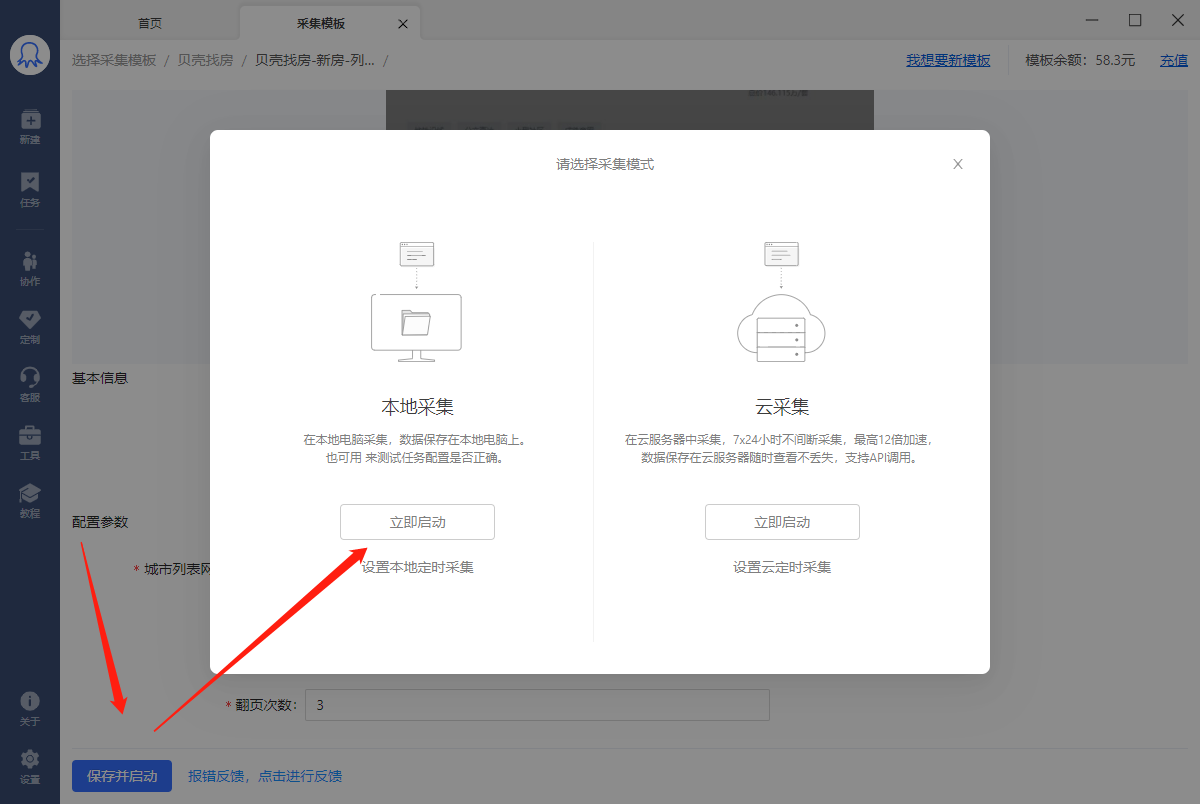 首页
采集模板
选择采集模板 / 贝壳找房 / 贝壳找房-新房-列... /
我想要新模板
模板余额：58.3元
充值
新建
任务
协作
定制
客服
工具
教程
关于
设置
请选择采集模式
X
本地采集
在本地电脑采集，数据保存在本地电脑上。
也可用 来测试任务配置是否正确。
立即启动
设置本地定时采集
云采集
在云服务器中采集，7x24小时不间断采集，最高12倍加速，
数据保存在云服务器随时查看不丢失，支持API调用。
立即启动
设置云定时采集
基本信息
配置参数
* 城市列表网
* 翻页次数： 3
保存并启动
报错反馈，点击进行反馈